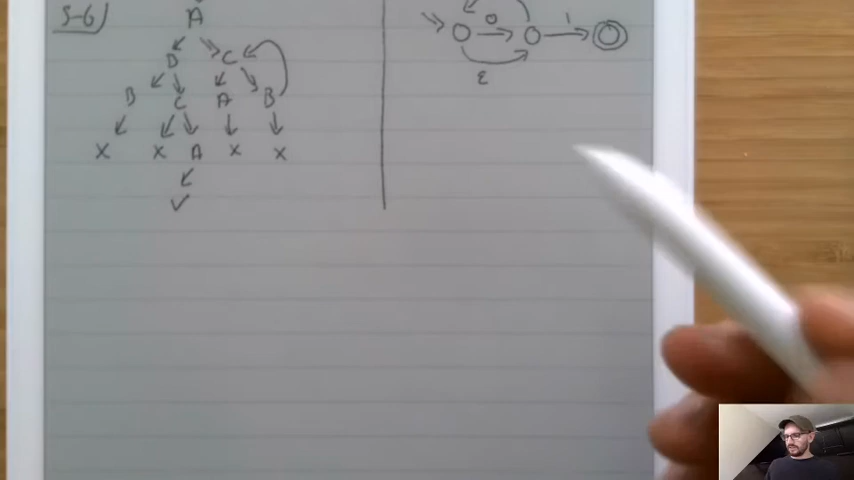 5-6)
A
B C
B C A B
X X A X X
✓
0 1
ε